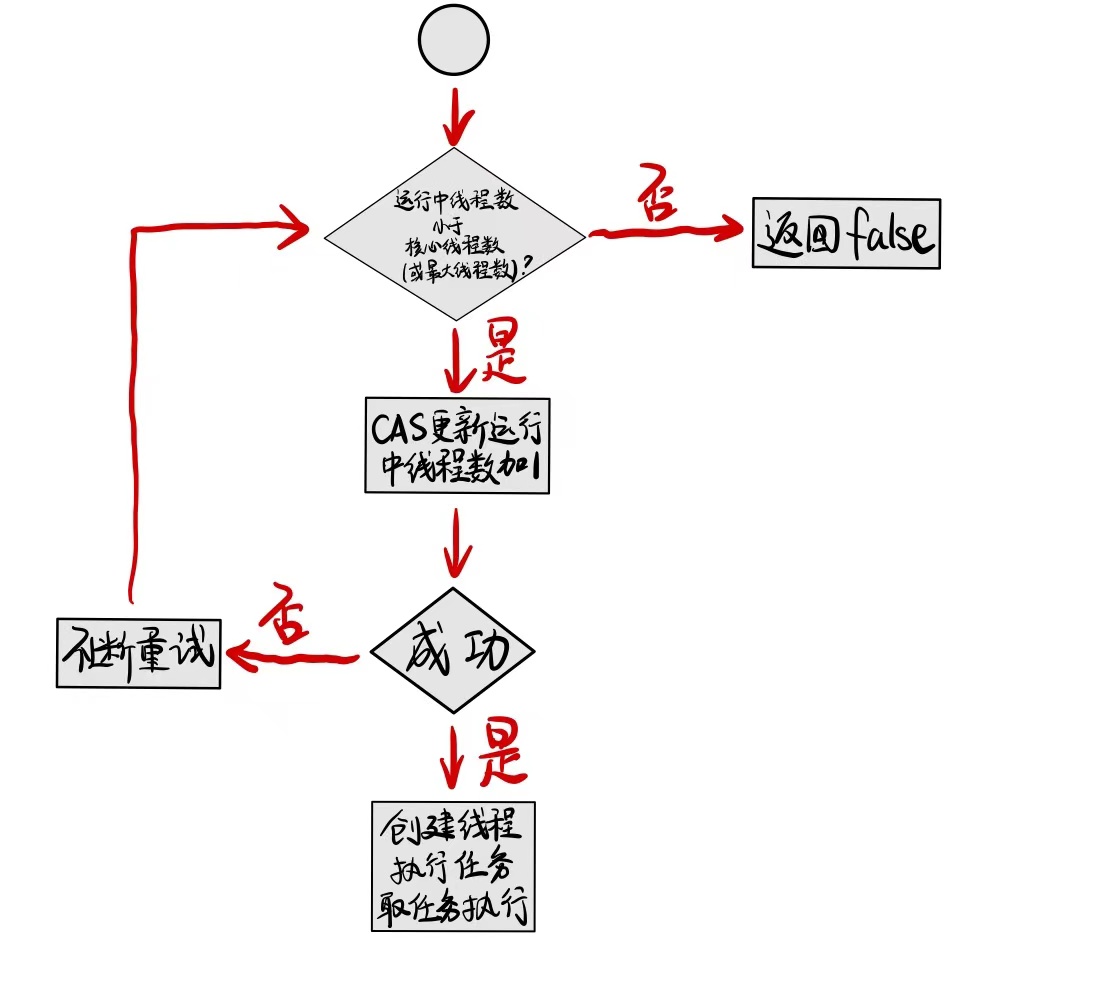 运行中线程数
小于
核心线程数
(或最大线程数)?
否
返回false
是
CAS更新运行
中线程数加1
成功
否
不断重试
是
创建线程
执行任务
取任务执行